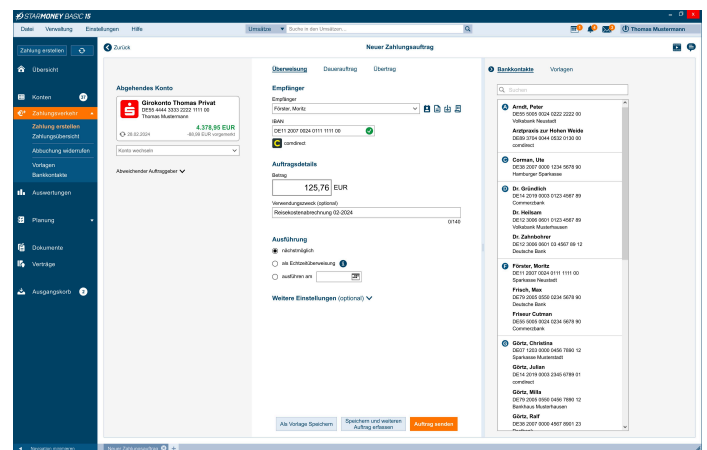 STARMONEY BASIC 15
Datei Verwaltung Einstellungen Hilfe
Umsätze Suche in den Umsätzen ...
Thomas Mustermann
Zahlung erstellen
Zurück
Neuer Zahlungsauftrag
Übersicht
Konten
Zahlungsverkehr
Zahlung erstellen
Zahlungsübersicht
Abbuchung widerrufen
Vorlagen
Bankkontakte
Auswertungen
Planung
Dokumente
Verträge
Ausgangskorb
Navigation minimieren
Abgehendes Konto
Girokonto Thomas Privat
DE55 4444 3333 2222 1111 00
Thomas Mustermann
4.378,95 EUR
29.02.2024
-66,99 EUR vorgemerkt
Konto wechseln
Abweichender Auftraggeber
Überweisung Dauerauftrag Übertrag
Empfänger
Empfänger
Förster, Moritz
IBAN
DE11 2007 0024 0111 1111 00
comdirect
Auftragsdetails
Betrag
125,76 EUR
Verwendungszweck (optional)
Reisekostenabrechnung 02-2024
0/140
Ausführung
nächstmöglich
als Echtzeitüberweisung
ausführen am
Weitere Einstellungen (optional)
Als Vorlage Speichern
Speichern und weiteren
Auftrag erfassen
Auftrag senden
Bankkontakte Vorlagen
Suchen
A Arndt, Peter
DE55 5005 0024 0222 2222 00
Volksbank Neustadt
Arztpraxis zur Hohen Weide
DE89 3704 0044 0532 0130 00
comdirect
C Corman, Ute
DE38 2007 0000 1234 5678 90
Hamburger Sparkasse
D Dr. Gründlich
DE14 2019 0003 0123 4567 89
Commerzbank
Dr. Heilsam
DE12 3006 0601 0123 4567 89
Volksbank Musterhausen
Dr. Zahnbohrer
DE12 3006 0601 03 4567 89 12
Deutsche Bank
F Förster, Moritz
DE11 2007 0024 0111 1111 00
Sparkasse Neustadt
Frisch, Max
DE79 2005 0550 0234 5678 90
Deutsche Bank
Friseur Cutman
DE55 5005 0024 0234 5678 90
Commerzbank
G Görtz, Christina
DE07 1203 0000 0456 7890 12
Sparkasse Musterstadt
Görtz, Julian
DE14 2019 0003 2345 6789 01
comdirect
Görtz, Milla
DE79 2005 0550 0456 7890 12
Bankhaus Musterhausen
Görtz, Ralf
DE38 2007 0000 4567 8901 23
Neuer Zahlungsauftrag